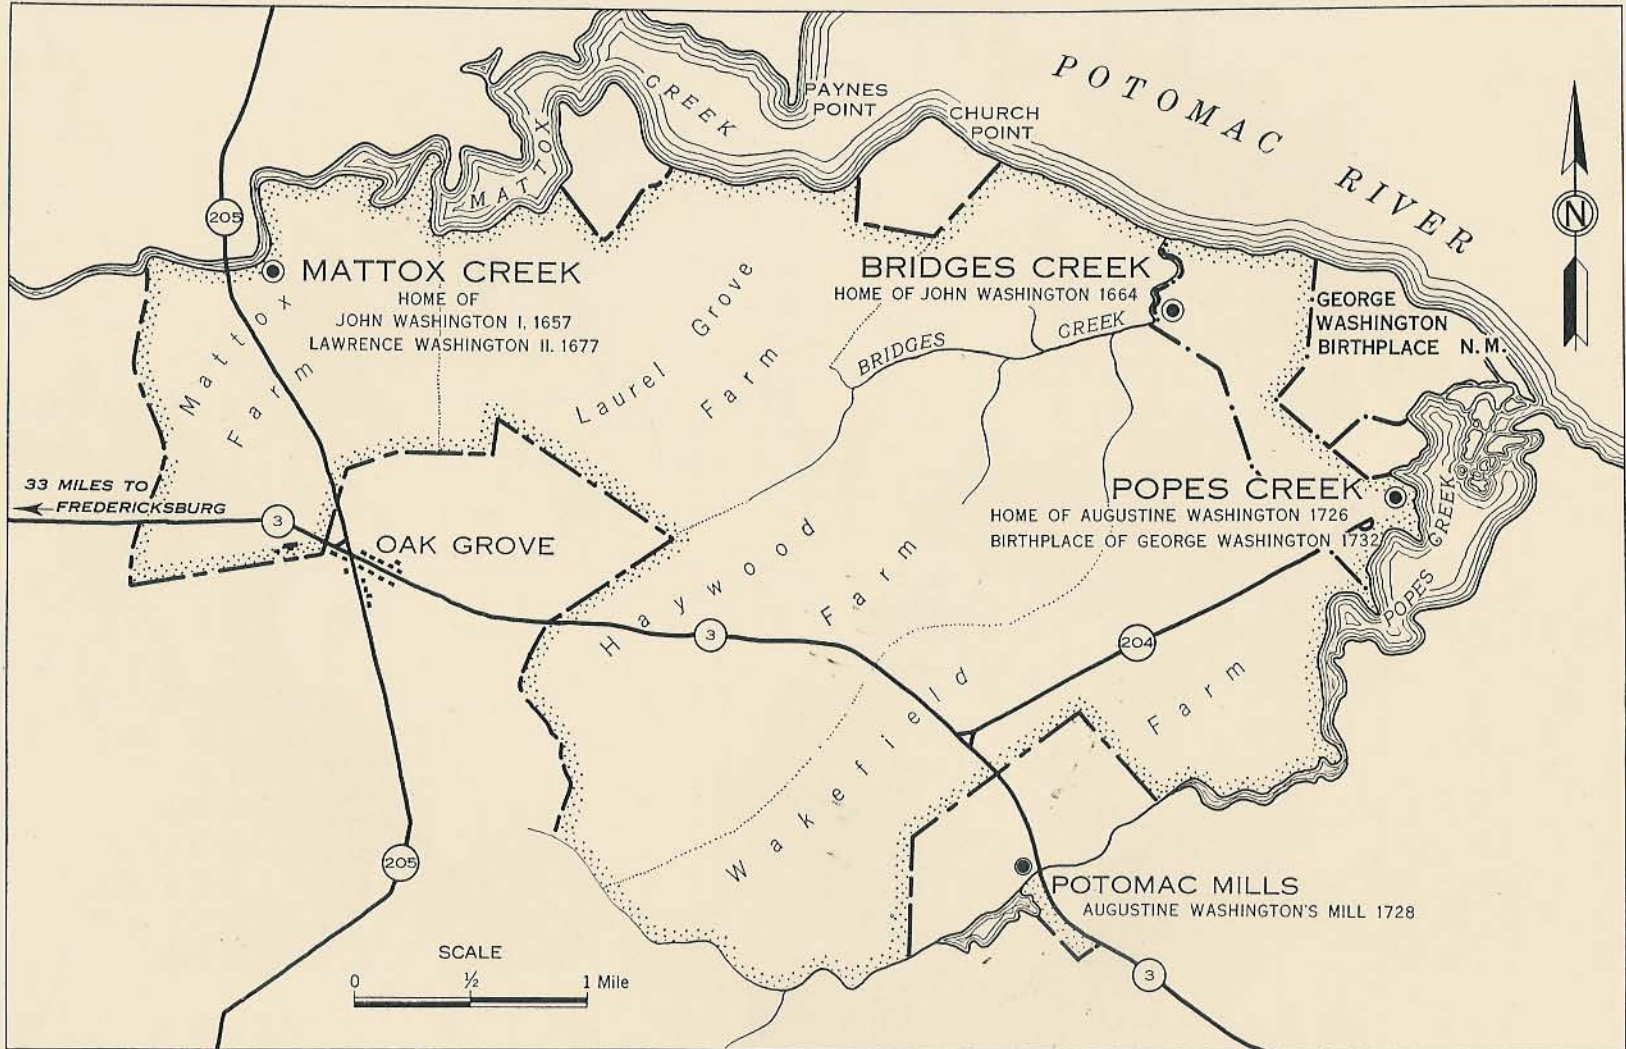 POTOMAC RIVER
PAYNES
POINT
CHURCH
POINT
MATTOX CREEK
N
205
MATTOX CREEK
HOME OF
JOHN WASHINGTON I. 1657
LAWRENCE WASHINGTON II. 1677
Mattox
Farm
Laurel Grove
Farm
BRIDGES CREEK
HOME OF JOHN WASHINGTON 1664
BRIDGES CREEK
GEORGE
WASHINGTON
BIRTHPLACE N.M.
33 MILES TO
FREDERICKSBURG
3
OAK GROVE
POPES CREEK
HOME OF AUGUSTINE WASHINGTON 1726
BIRTHPLACE OF GEORGE WASHINGTON 1732
POPES CREEK
Haywood
Farm
3
204
Wakefield
Farm
205
POTOMAC MILLS
AUGUSTINE WASHINGTON'S MILL 1728
3
SCALE
0 ½ 1 Mile